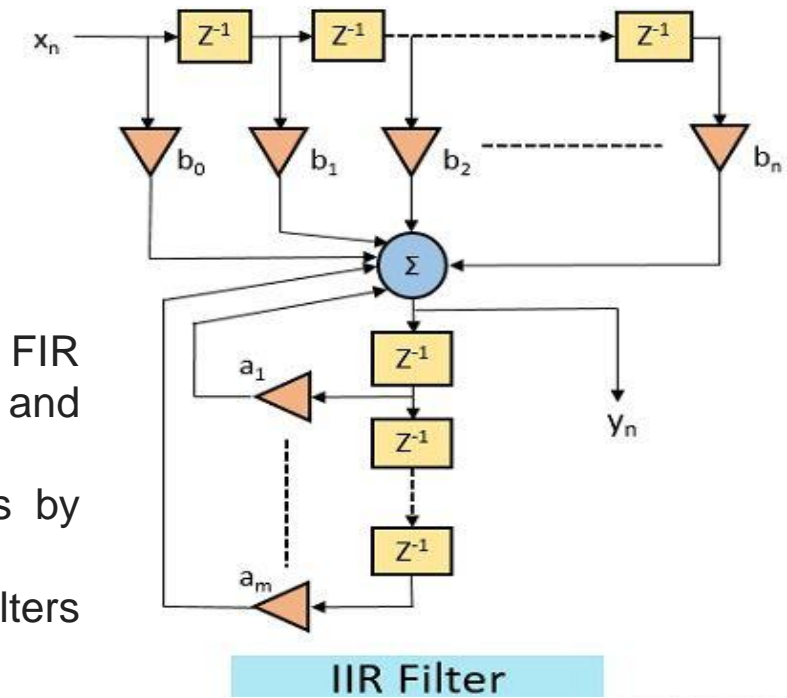 xₙ Z⁻¹ Z⁻¹ Z⁻¹
b₀ b₁ b₂ bₙ
Σ
FIR
and
s by
lters
Z⁻¹
a₁
yₙ
Z⁻¹
Z⁻¹
aₘ
IIR Filter